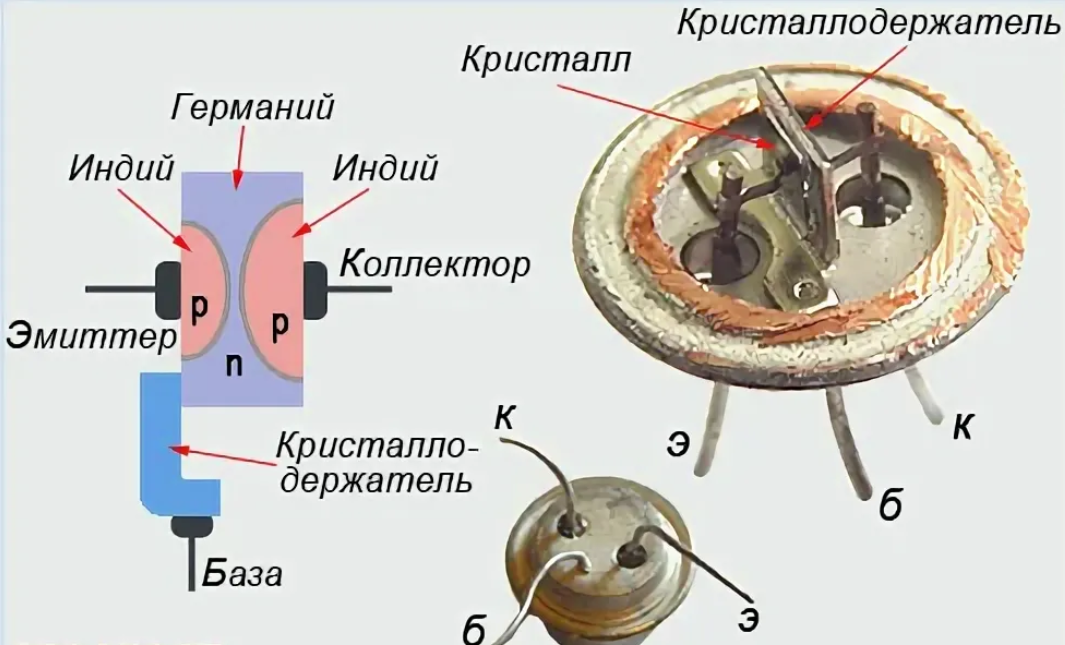 Кристаллодержатель
Кристалл
Германий
Индий
Индий
Коллектор
Эмиттер
p
p
n
Кристалло-
держатель
База
Э
б
к
к
б
э